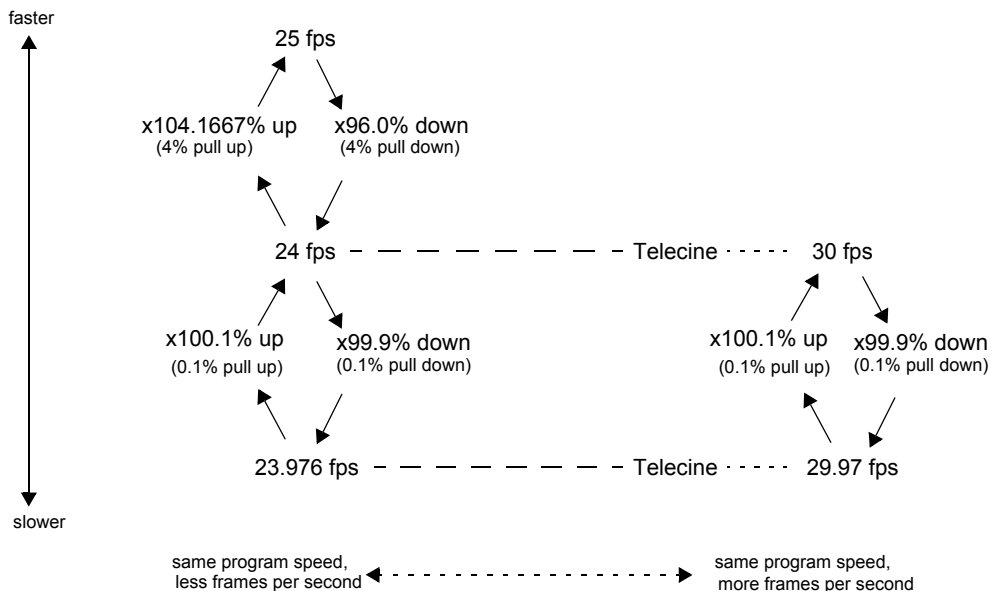 faster
25 fps
x104.1667% up
(4% pull up)
x96.0% down
(4% pull down)
24 fps
Telecine
30 fps
x100.1% up
(0.1% pull up)
x99.9% down
(0.1% pull down)
x100.1% up
(0.1% pull up)
x99.9% down
(0.1% pull down)
23.976 fps
Telecine
29.97 fps
slower
same program speed,
less frames per second
same program speed,
more frames per second